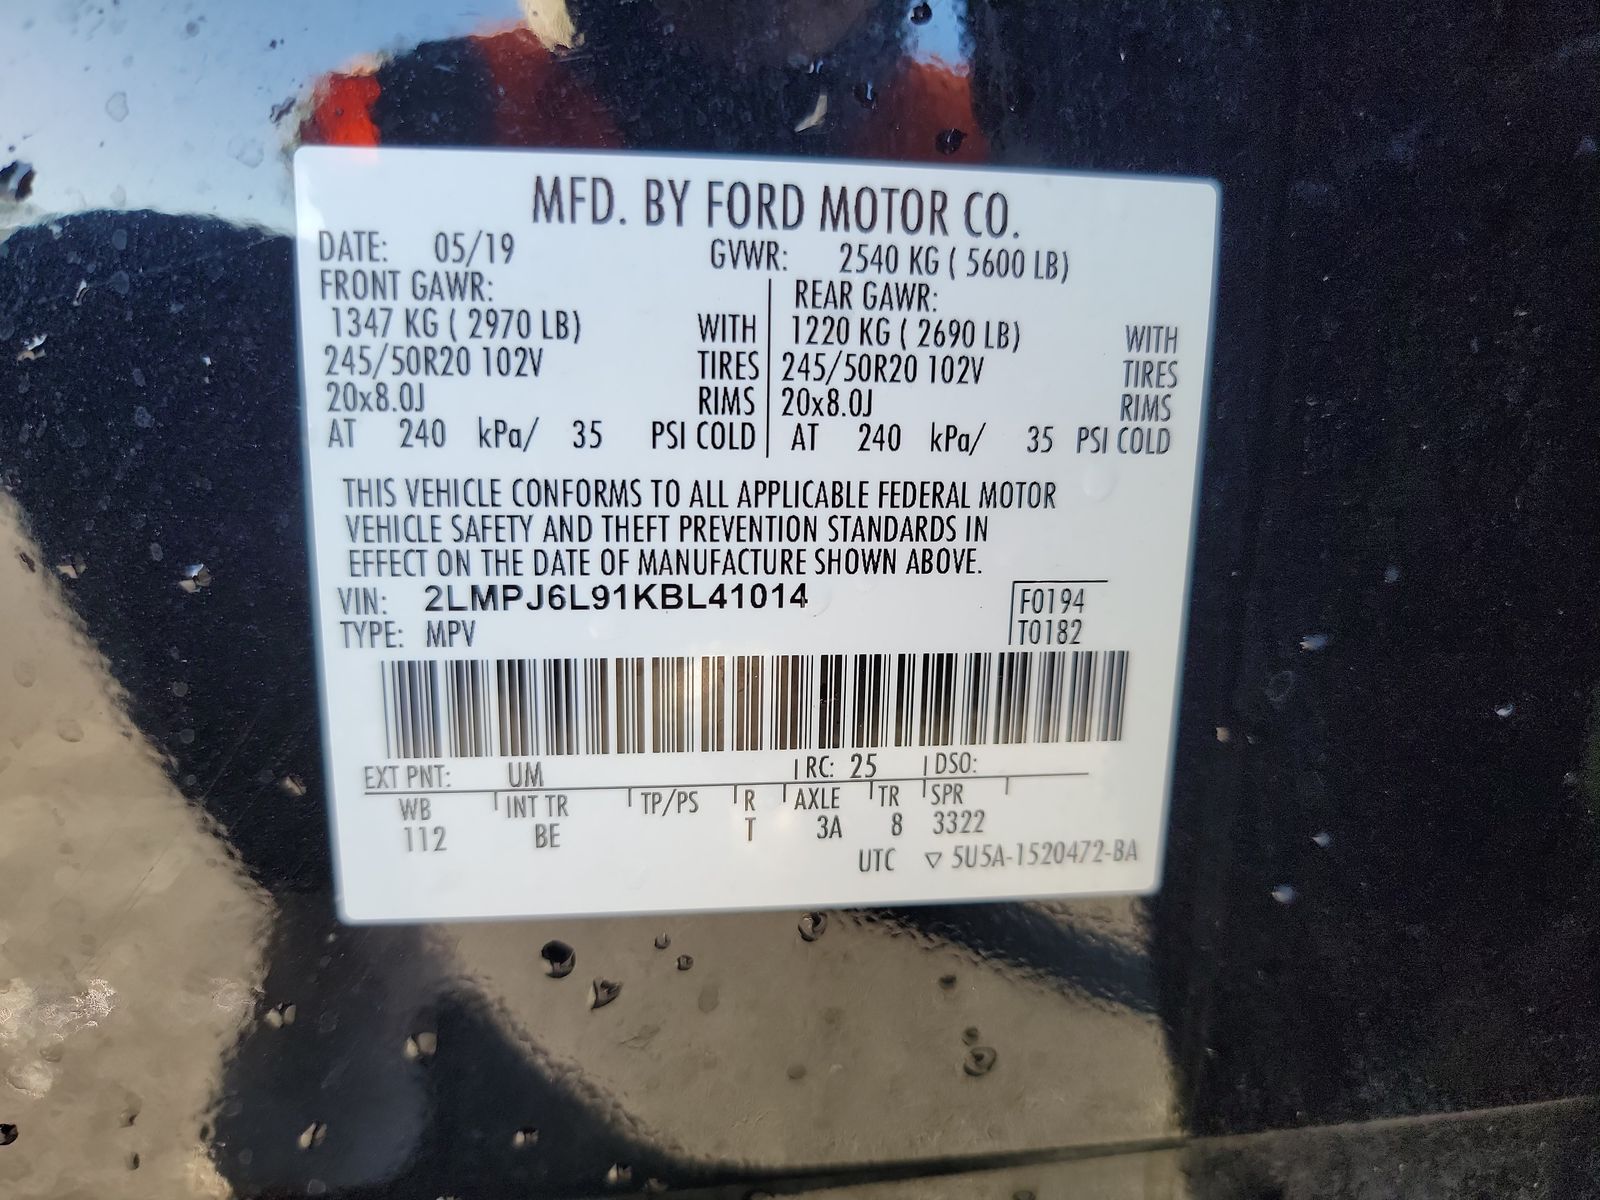 MFD. BY FORD MOTOR CO.
DATE: 05/19 GVWR: 2540 KG ( 5600 LB)
FRONT GAWR: REAR GAWR:
1347 KG ( 2970 LB) WITH 1220 KG ( 2690 LB) WITH
245/50R20 102V TIRES 245/50R20 102V TIRES
20x8.0J RIMS 20x8.0J RIMS
AT 240 kPa/ 35 PSI COLD AT 240 kPa/ 35 PSI COLD
THIS VEHICLE CONFORMS TO ALL APPLICABLE FEDERAL MOTOR
VEHICLE SAFETY AND THEFT PREVENTION STANDARDS IN
EFFECT ON THE DATE OF MANUFACTURE SHOWN ABOVE.
VIN: 2LMPJ6L91KBL41014 F0194
TYPE: MPV T0182
EXT PNT: UM RC: 25 DSO:
WB INT TR TP/PS R AXLE TR SPR
112 BE T 3A 8 3322
UTC ▽ 5U5A-1520472-BA